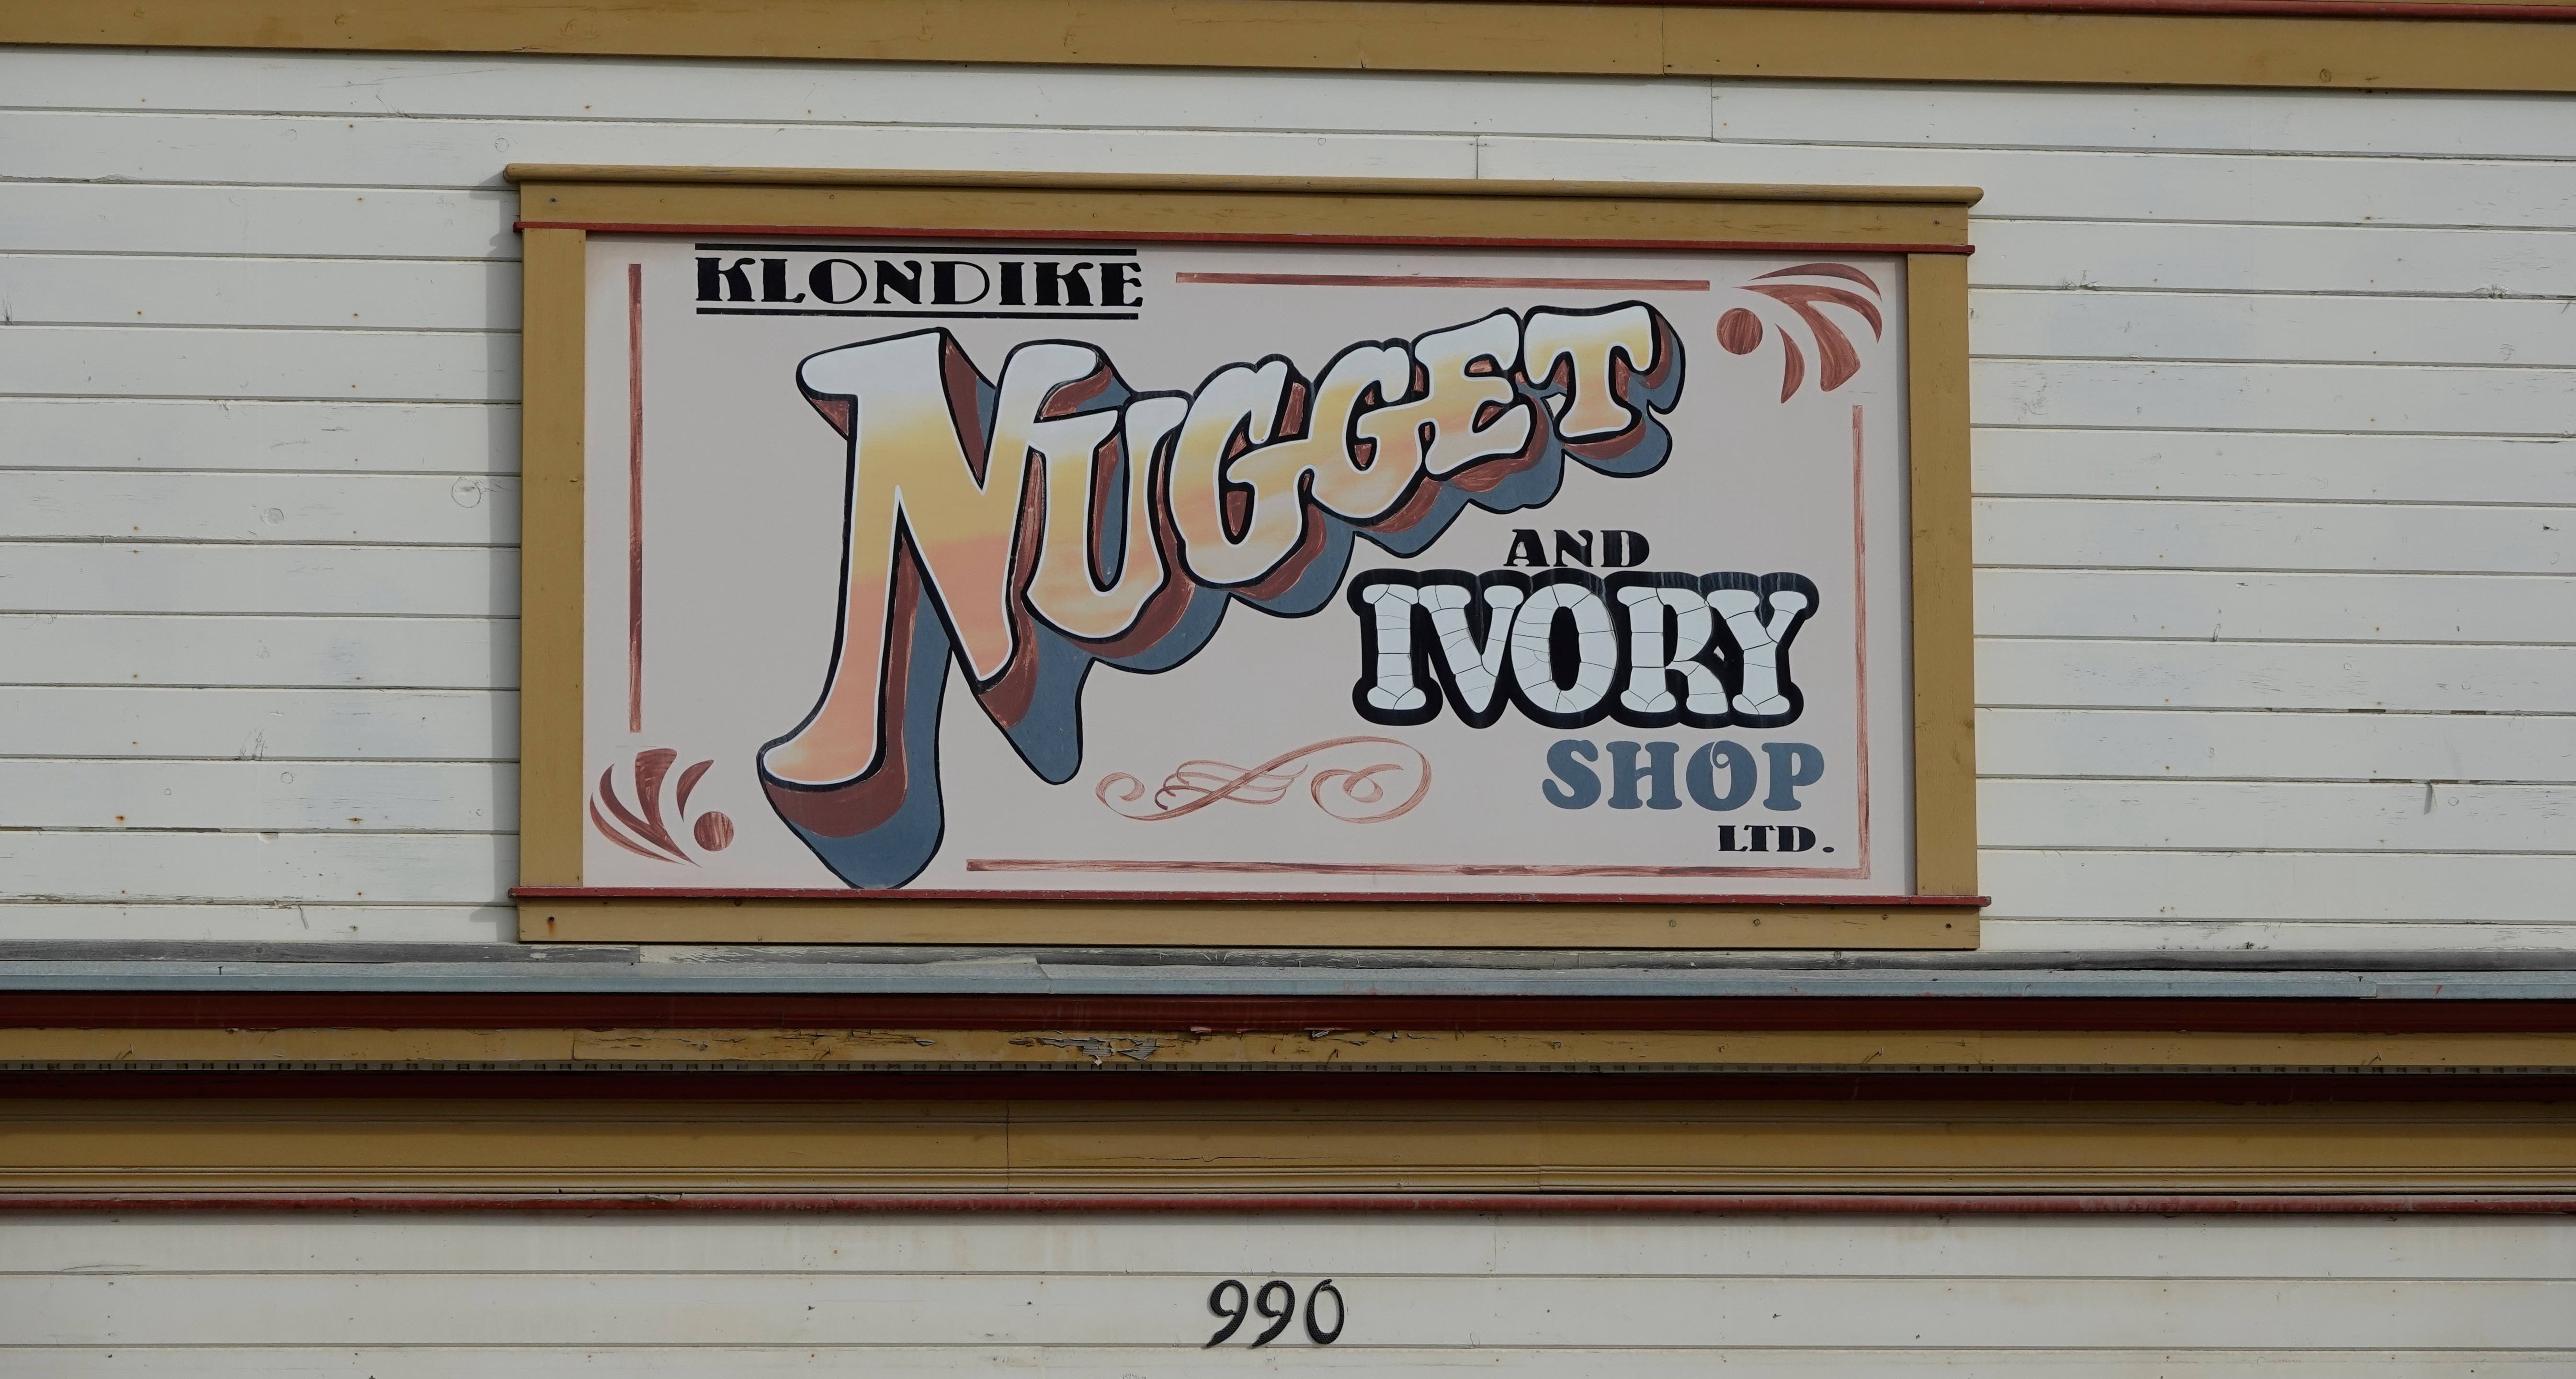 KLONDIKE
NUGGET
AND
IVORY
SHOP
LTD.
990